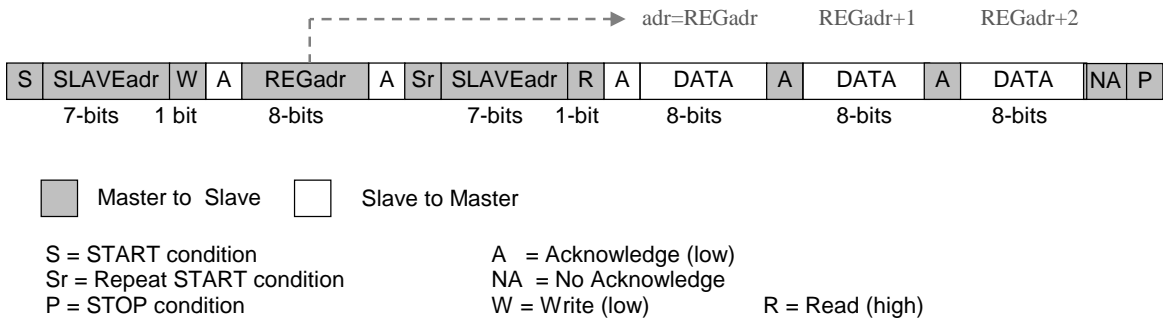 adr=REGadr REGadr+1 REGadr+2
S SLAVEadr W A REGadr A Sr SLAVEadr R A DATA A DATA A DATA NA P
7-bits 1 bit 8-bits 7-bits 1-bit 8-bits 8-bits 8-bits
Master to Slave Slave to Master
S = START condition A = Acknowledge (low)
Sr = Repeat START condition NA = No Acknowledge
P = STOP condition W = Write (low) R = Read (high)